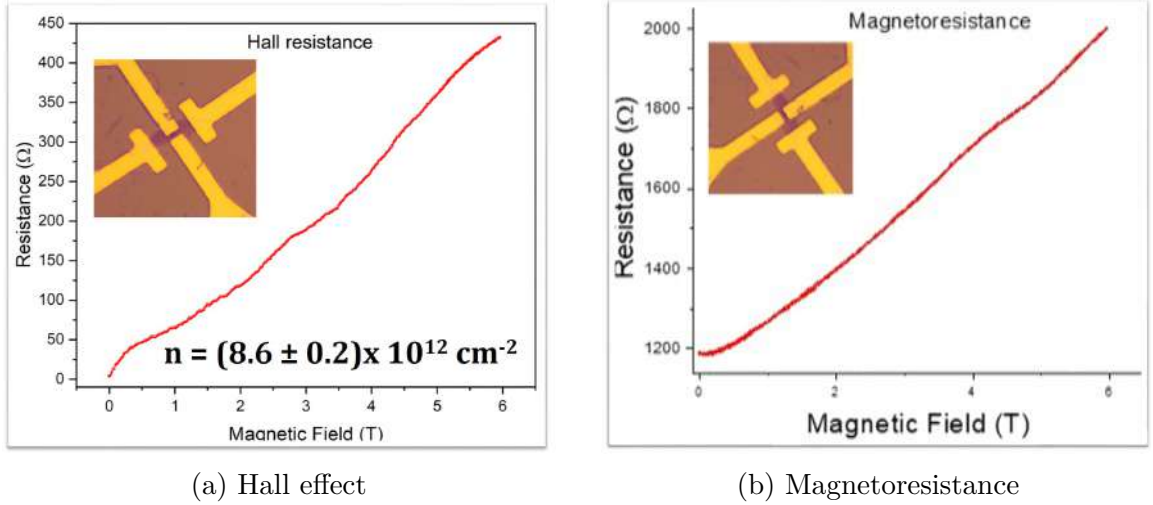 Hall resistance
Resistance (Ω)
450
400
350
300
250
200
150
100
50
0
n = (8.6 ± 0.2)x 10¹² cm⁻²
0 1 2 3 4 5 6
Magnetic Field (T)
(a) Hall effect
Magnetoresistance
Resistance (Ω)
2000
1800
1600
1400
1200
0 2 4 6
Magnetic Field (T)
(b) Magnetoresistance